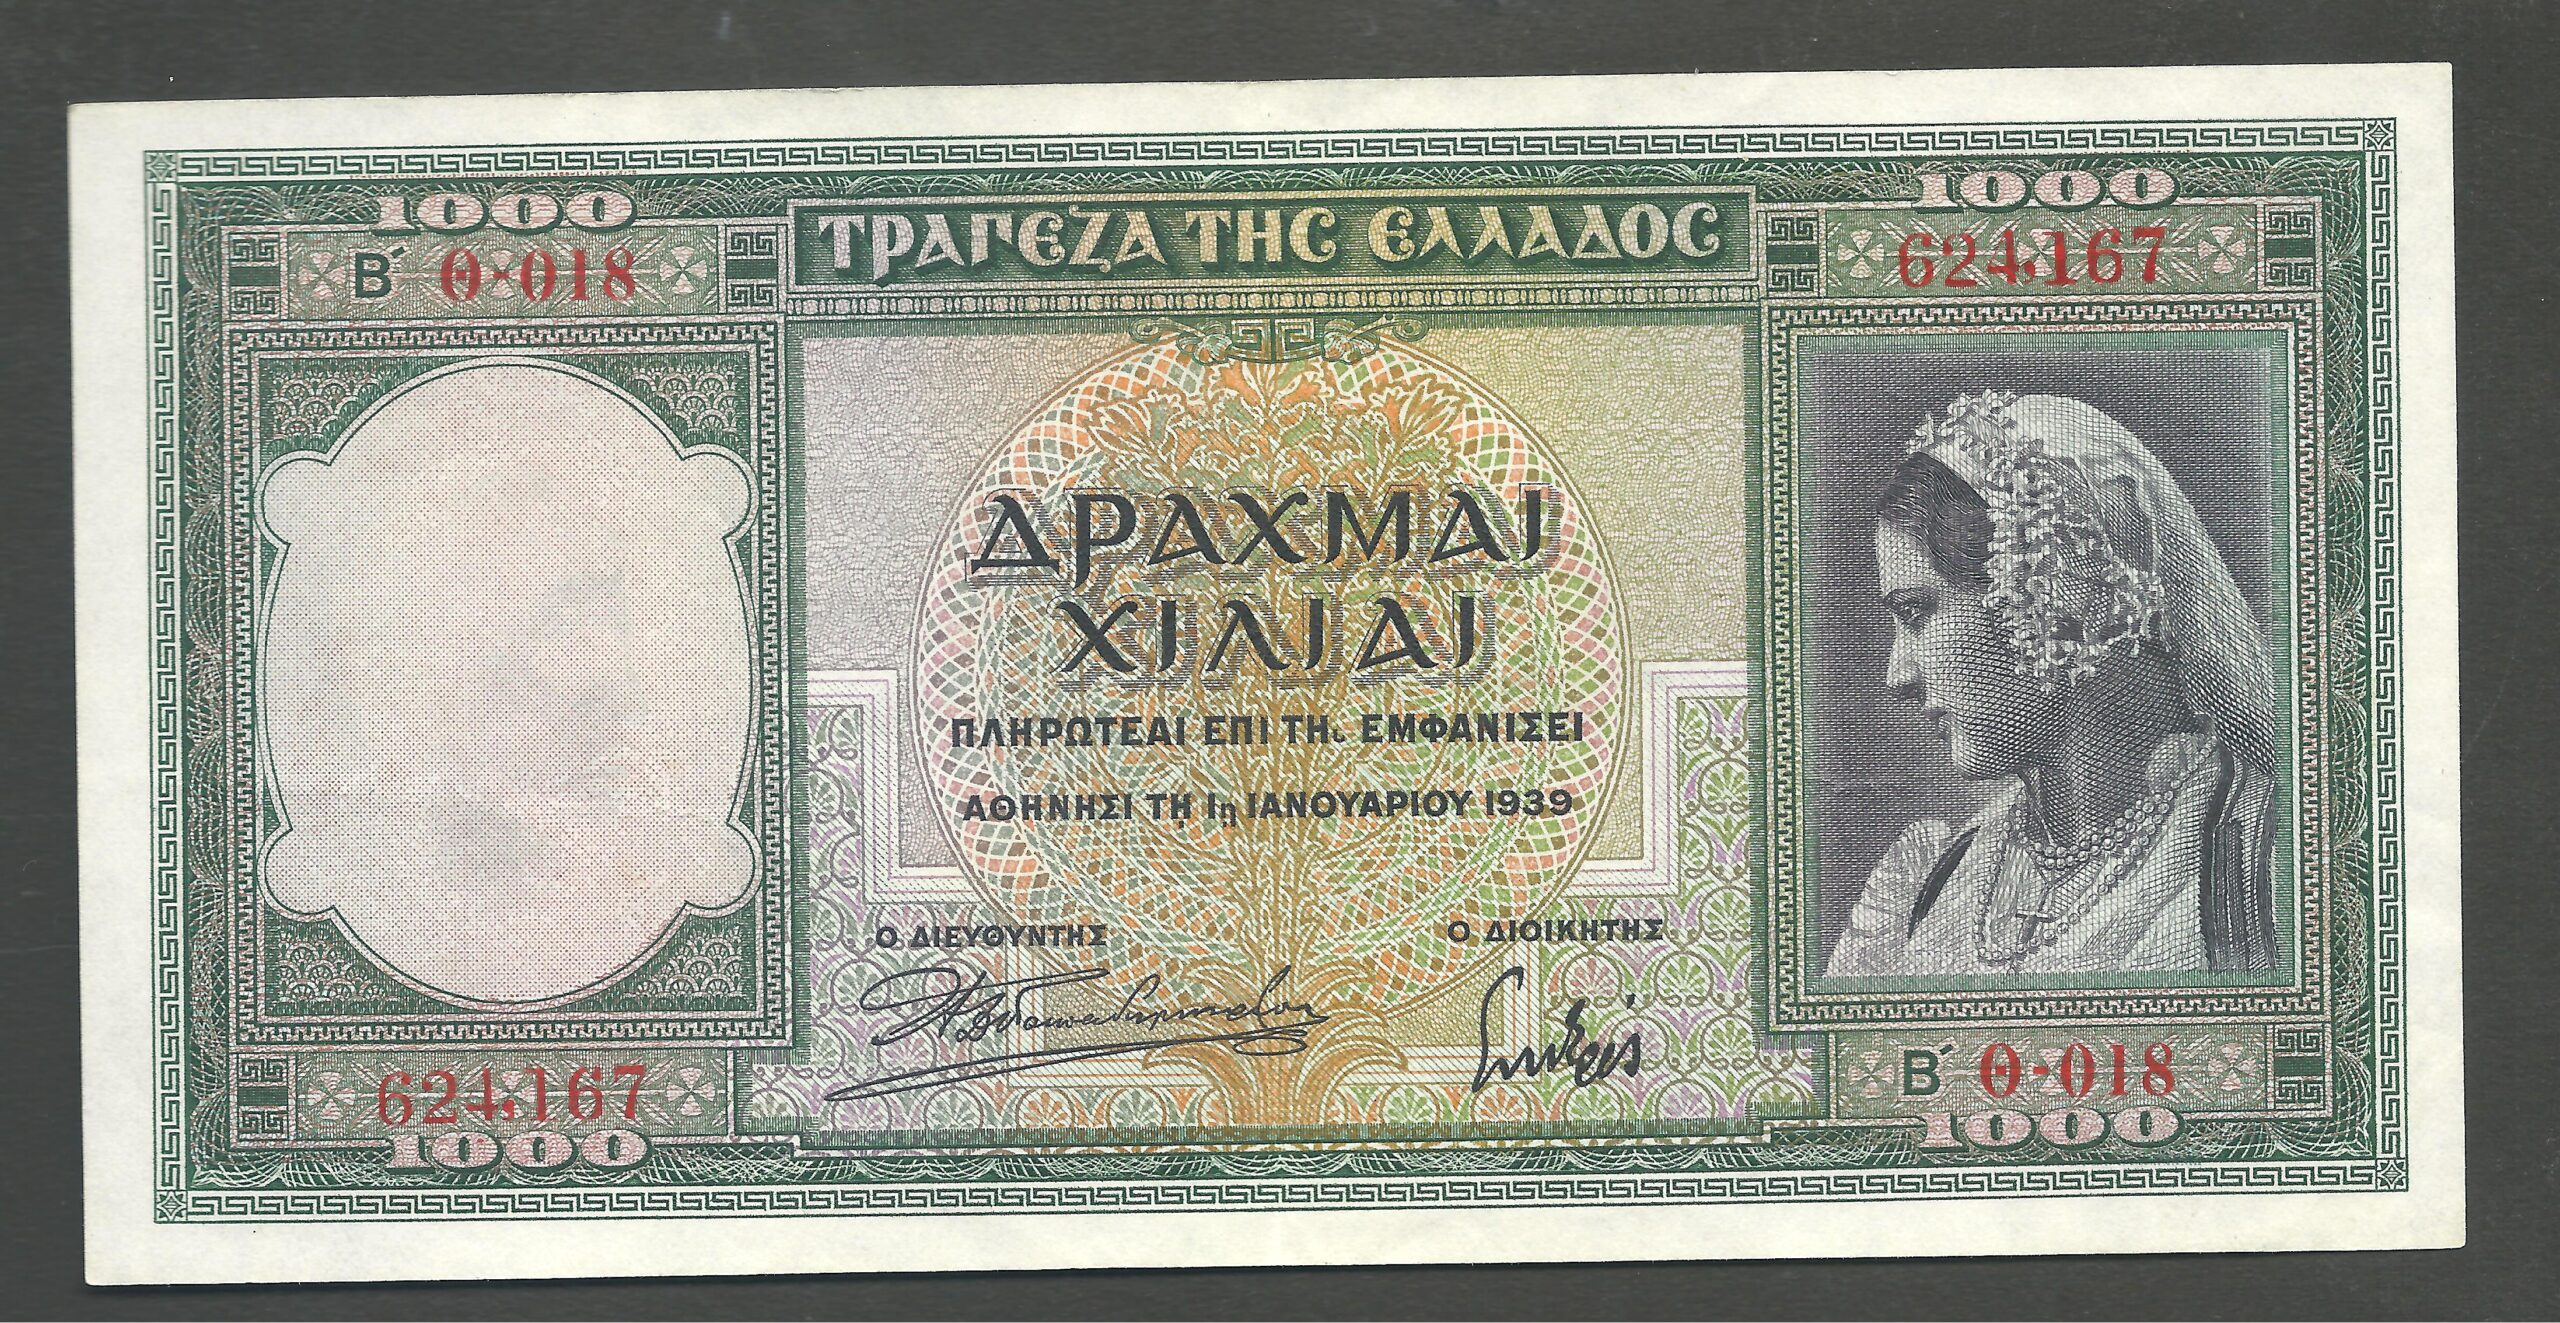 1000 1000
Β΄ Θ-018 ΤΡΑΠΕΖΑ ΤΗΣ ΕΛΛΑΔΟΣ 624,167
ΔΡΑΧΜΑΙ
ΧΙΛΙΑΙ
ΠΛΗΡΩΤΕΑΙ ΕΠΙ ΤΗι ΕΜΦΑΝΙΣΕΙ
ΑΘΗΝΗΣΙ ΤΗ 1η ΙΑΝΟΥΑΡΙΟΥ 1939
Ο ΔΙΕΥΘΥΝΤΗΣ Ο ΔΙΟΙΚΗΤΗΣ
624,167 Β΄ Θ-018
1000 1000